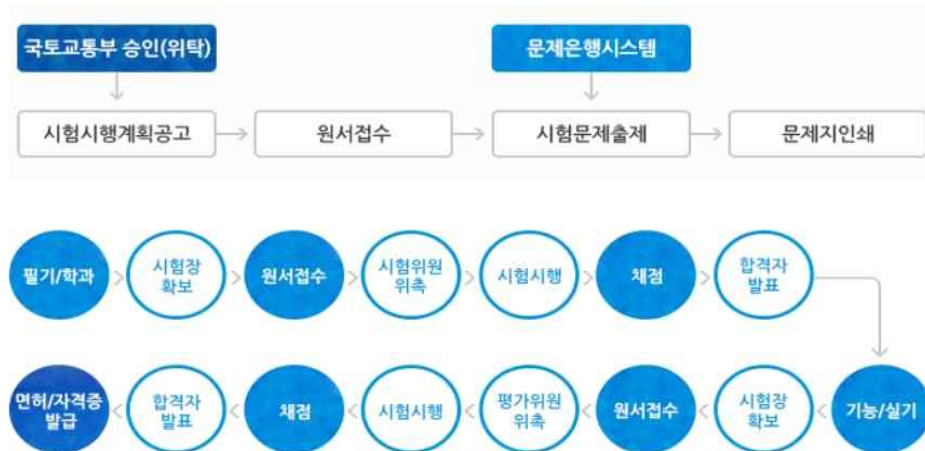 국토교통부 승인(위탁)
문제은행시스템
시험시행계획공고
원서접수
시험문제출제
문제지인쇄
필기/학과
시험장
확보
원서접수
시험위원
위촉
시험시행
채점
합격자
발표
기능/실기
시험장
확보
원서접수
평가위원
위촉
시험시행
채점
합격자
발표
면허/자격증
발급